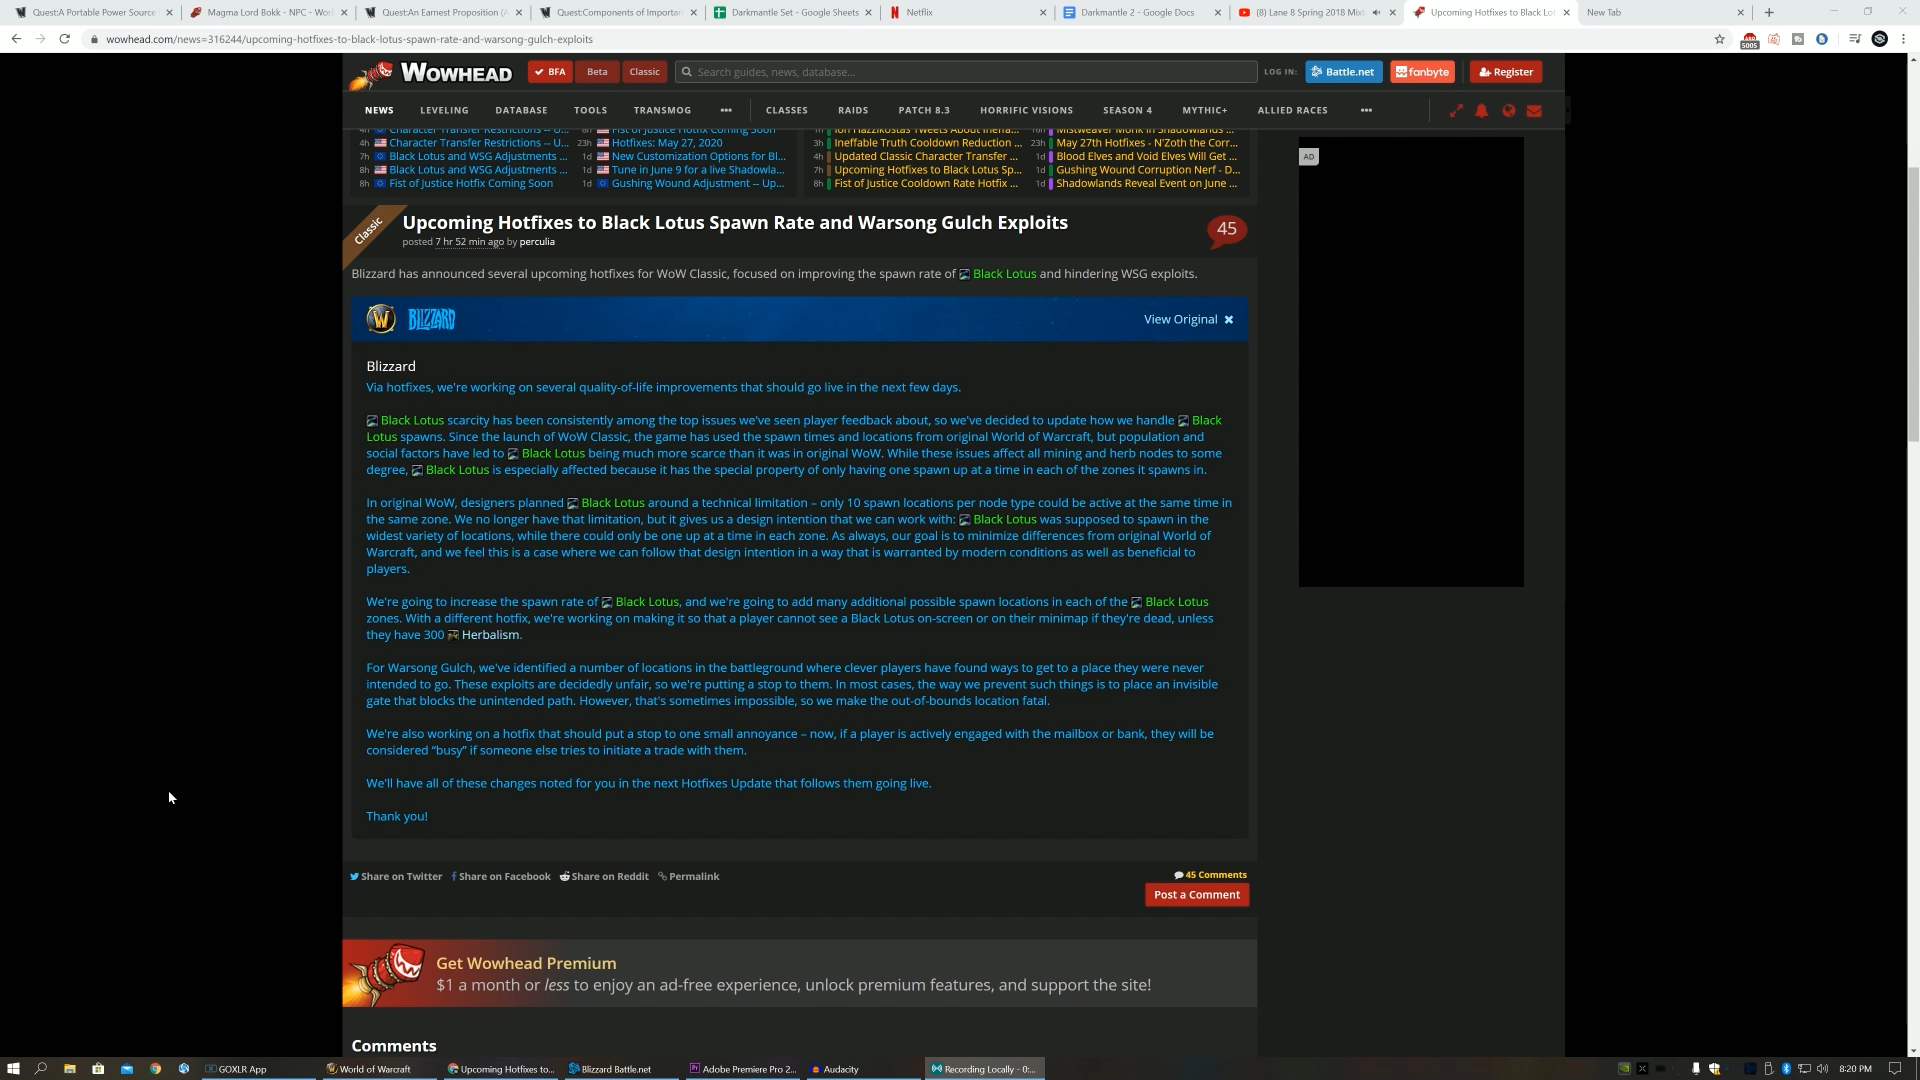 Quest:A Portable Power Source
Magma Lord Bokk - NPC - Wor
Quest:An Earnest Proposition (A
Quest:Components of Importan
Darkmantle Set - Google Sheets
Netflix
Darkmantle 2 - Google Docs
(8) Lane 8 Spring 2018 Mixt
Upcoming Hotfixes to Black Lot
New Tab
wowhead.com/news=316244/upcoming-hotfixes-to-black-lotus-spawn-rate-and-warsong-gulch-exploits
5005
WOWHEAD
BFA
Beta
Classic
Search guides, news, database...
LOG IN:
Battle.net
fanbyte
Register
NEWS LEVELING DATABASE TOOLS TRANSMOG ••• CLASSES RAIDS PATCH 8.3 HORRIFIC VISIONS SEASON 4 MYTHIC+ ALLIED RACES •••
4h Character Transfer Restrictions -- U...
4h Character Transfer Restrictions -- U...
7h Black Lotus and WSG Adjustments ...
8h Black Lotus and WSG Adjustments ...
8h Fist of Justice Hotfix Coming Soon
8h Fist of Justice Hotfix Coming Soon
23h Hotfixes: May 27, 2020
1d New Customization Options for Bl...
1d Tune in June 9 for a live Shadowla...
1d Gushing Wound Adjustment -- Up...
1h Ion Hazzikostas Tweets About Ineffa...
3h Ineffable Truth Cooldown Reduction ...
4h Updated Classic Character Transfer ...
7h Upcoming Hotfixes to Black Lotus Sp...
8h Fist of Justice Cooldown Rate Hotfix ...
Mistweaver Monk in Shadowlands ...
23h May 27th Hotfixes - N'Zoth the Corr...
1d Blood Elves and Void Elves Will Get ...
1d Gushing Wound Corruption Nerf - D...
1d Shadowlands Reveal Event on June ...
AD
Classic
Upcoming Hotfixes to Black Lotus Spawn Rate and Warsong Gulch Exploits
posted 7 hr 52 min ago by perculia
45
Blizzard has announced several upcoming hotfixes for WoW Classic, focused on improving the spawn rate of Black Lotus and hindering WSG exploits.
BLIZZARD
View Original ✖
Blizzard
Via hotfixes, we're working on several quality-of-life improvements that should go live in the next few days.
Black Lotus scarcity has been consistently among the top issues we've seen player feedback about, so we've decided to update how we handle Black
Lotus spawns. Since the launch of WoW Classic, the game has used the spawn times and locations from original World of Warcraft, but population and
social factors have led to Black Lotus being much more scarce than it was in original WoW. While these issues affect all mining and herb nodes to some
degree, Black Lotus is especially affected because it has the special property of only having one spawn up at a time in each of the zones it spawns in.
In original WoW, designers planned Black Lotus around a technical limitation – only 10 spawn locations per node type could be active at the same time in
the same zone. We no longer have that limitation, but it gives us a design intention that we can work with: Black Lotus was supposed to spawn in the
widest variety of locations, while there could only be one up at a time in each zone. As always, our goal is to minimize differences from original World of
Warcraft, and we feel this is a case where we can follow that design intention in a way that is warranted by modern conditions as well as beneficial to
players.
We're going to increase the spawn rate of Black Lotus, and we're going to add many additional possible spawn locations in each of the Black Lotus
zones. With a different hotfix, we're working on making it so that a player cannot see a Black Lotus on-screen or on their minimap if they're dead, unless
they have 300 Herbalism.
For Warsong Gulch, we've identified a number of locations in the battleground where clever players have found ways to get to a place they were never
intended to go. These exploits are decidedly unfair, so we're putting a stop to them. In most cases, the way we prevent such things is to place an invisible
gate that blocks the unintended path. However, that's sometimes impossible, so we make the out-of-bounds location fatal.
We're also working on a hotfix that should put a stop to one small annoyance – now, if a player is actively engaged with the mailbox or bank, they will be
considered “busy” if someone else tries to initiate a trade with them.
We'll have all of these changes noted for you in the next Hotfixes Update that follows them going live.
Thank you!
Share on Twitter Share on Facebook Share on Reddit Permalink
45 Comments
Post a Comment
Get Wowhead Premium
$1 a month or less to enjoy an ad-free experience, unlock premium features, and support the site!
Comments
GOXLR App
World of Warcraft
Upcoming Hotfixes to...
Blizzard Battle.net
Adobe Premiere Pro 2...
Audacity
Recording Locally - 0:...
8:20 PM